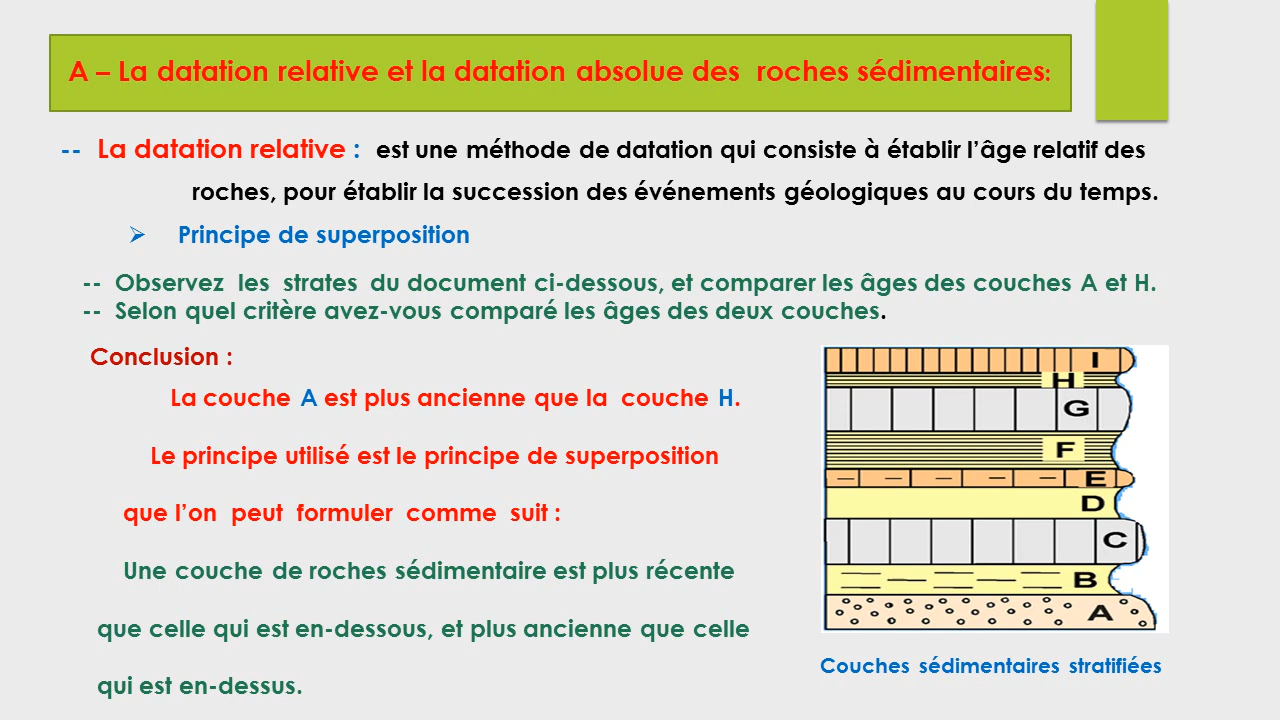 A – La datation relative et la datation absolue des roches sédimentaires:
-- La datation relative : est une méthode de datation qui consiste à établir l'âge relatif des
roches, pour établir la succession des événements géologiques au cours du temps.
➢ Principe de superposition
-- Observez les strates du document ci-dessous, et comparer les âges des couches A et H.
-- Selon quel critère avez-vous comparé les âges des deux couches.
Conclusion :
La couche A est plus ancienne que la couche H.
Le principe utilisé est le principe de superposition
que l'on peut formuler comme suit :
Une couche de roches sédimentaire est plus récente
que celle qui est en-dessous, et plus ancienne que celle
qui est en-dessus.
I
H
G
F
E
D
C
B
A
Couches sédimentaires stratifiées